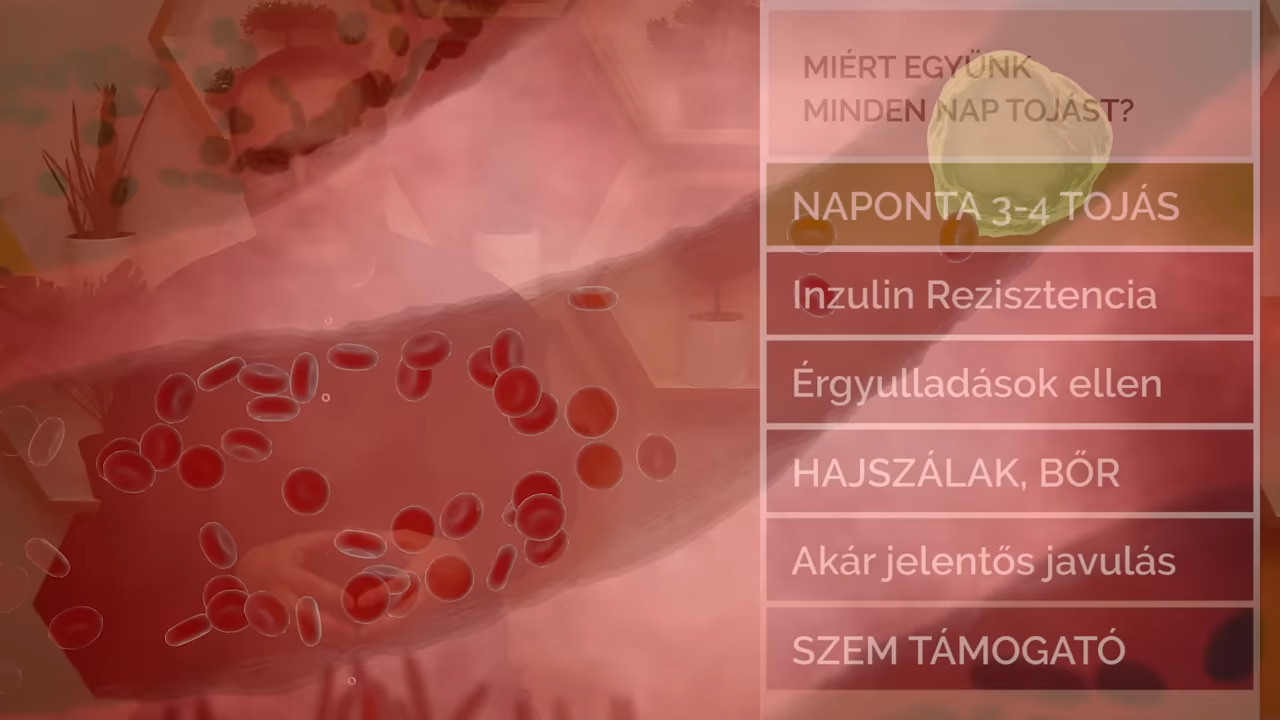 MIÉRT EGYÜNK
MINDEN NAP TOJÁST?
NAPONTA 3-4 TOJÁS
Inzulin Rezisztencia
Érgyulladások ellen
HAJSZÁLAK, BŐR
Akár jelentős javulás
SZEM TÁMOGATÓ